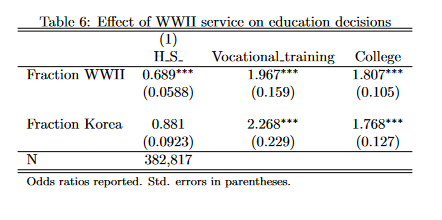 Table 6: Effect of WWII service on education decisions
(1)
H_S_ Vocational_training College
Fraction WWII 0.689*** 1.967*** 1.807***
(0.0588) (0.159) (0.105)
Fraction Korea 0.881 2.268*** 1.768***
(0.0923) (0.229) (0.127)
N 382,817
Odds ratios reported. Std. errors in parentheses.